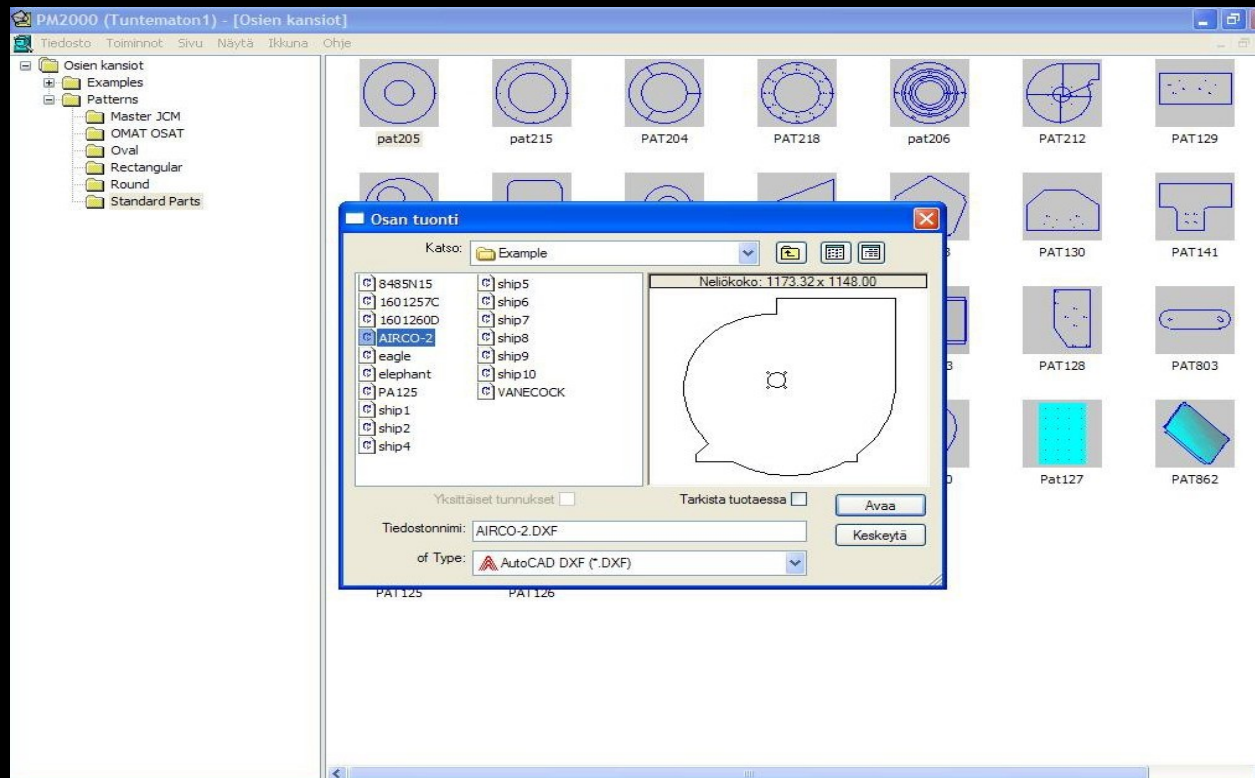 PM2000 (Tuntematon1) - [Osien kansiot]
Tiedosto Toiminnot Sivu Näytä Ikkuna Ohje
Osien kansiot
Examples
Patterns
Master JCM
OMAT OSAT
Oval
Rectangular
Round
Standard Parts
pat205 pat215 PAT204 PAT218 pat206 PAT212 PAT129
PAT130 PAT141
PAT128 PAT803
Pat127 PAT862
PAT125 PAT126
Osan tuonti
Katso: Example
8485N15
1601257C
1601260D
AIRCO-2
eagle
elephant
PA125
ship1
ship2
ship4
ship5
ship6
ship7
ship8
ship9
ship10
VANECOCK
Neliökoko: 1173.32 x 1148.00
Yksittäiset tunnukset
Tarkista tuotaessa
Avaa
Tiedostonnimi: AIRCO-2.DXF
Keskeytä
of Type: AutoCAD DXF (*.DXF)